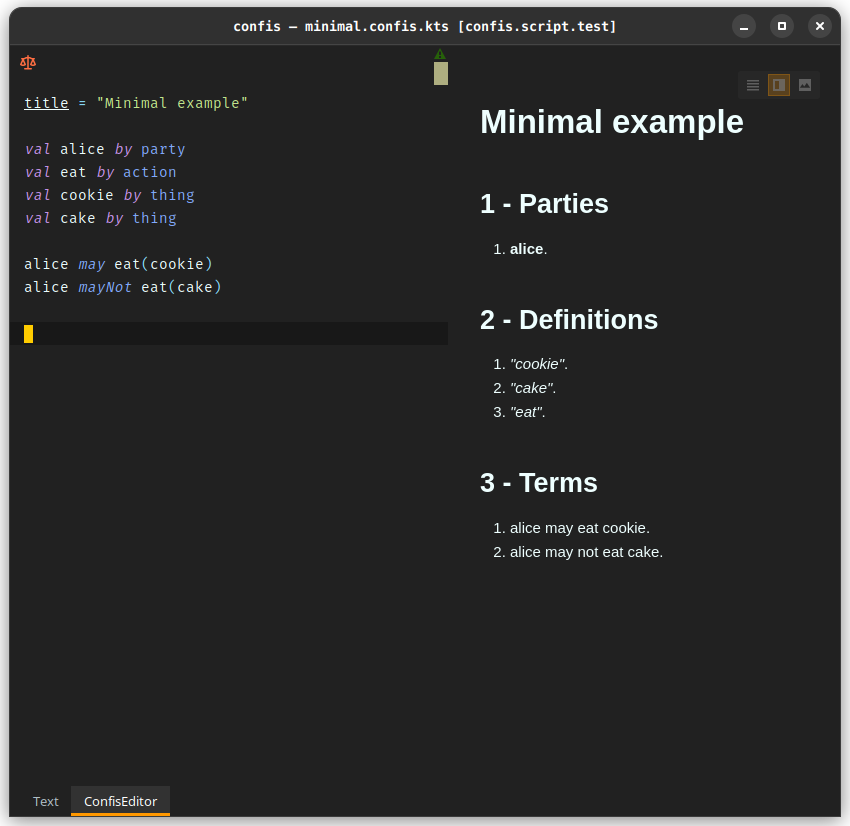 confis – minimal.confis.kts [confis.script.test]
title = "Minimal example"
val alice by party
val eat by action
val cookie by thing
val cake by thing
alice may eat(cookie)
alice mayNot eat(cake)
Minimal example
1 - Parties
1. alice.
2 - Definitions
1. "cookie".
2. "cake".
3. "eat".
3 - Terms
1. alice may eat cookie.
2. alice may not eat cake.
Text
ConfisEditor